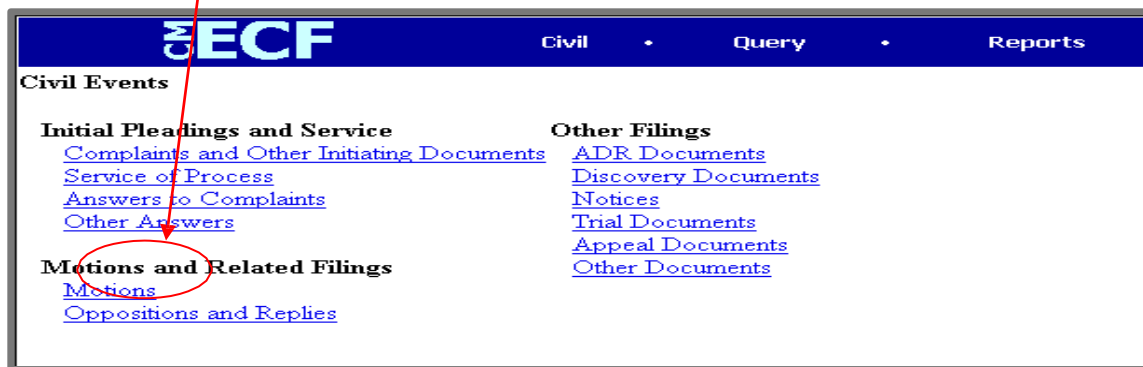 CM ECF Civil • Query • Reports
Civil Events
Initial Pleadings and Service
Complaints and Other Initiating Documents
Service of Process
Answers to Complaints
Other Answers
Motions and Related Filings
Motions
Oppositions and Replies
Other Filings
ADR Documents
Discovery Documents
Notices
Trial Documents
Appeal Documents
Other Documents